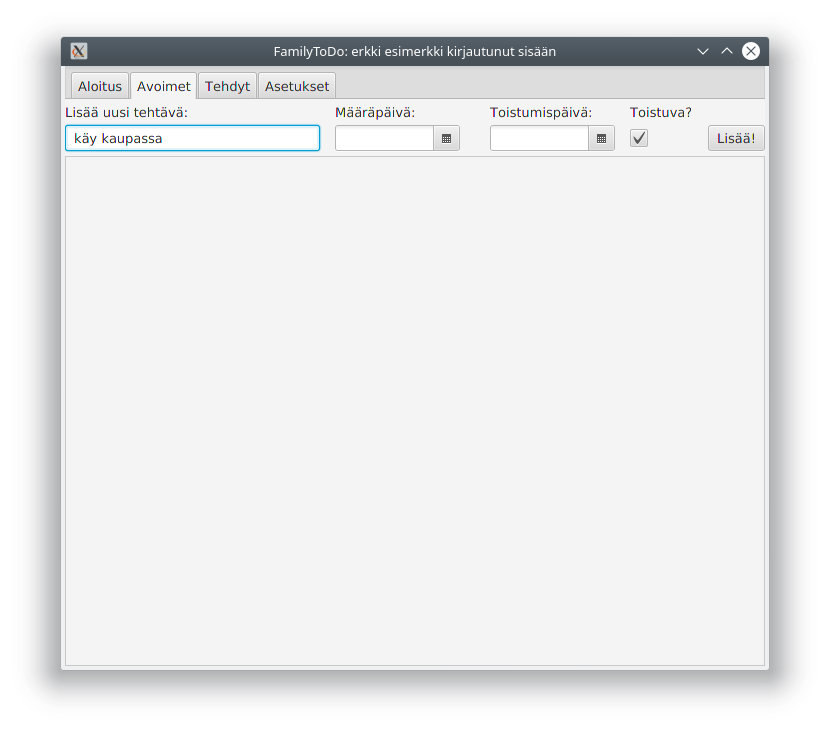 FamilyToDo: erkki esimerkki kirjautunut sisään
Aloitus Avoimet Tehdyt Asetukset
Lisää uusi tehtävä: Määräpäivä: Toistumispäivä: Toistuva?
käy kaupassa Lisää!